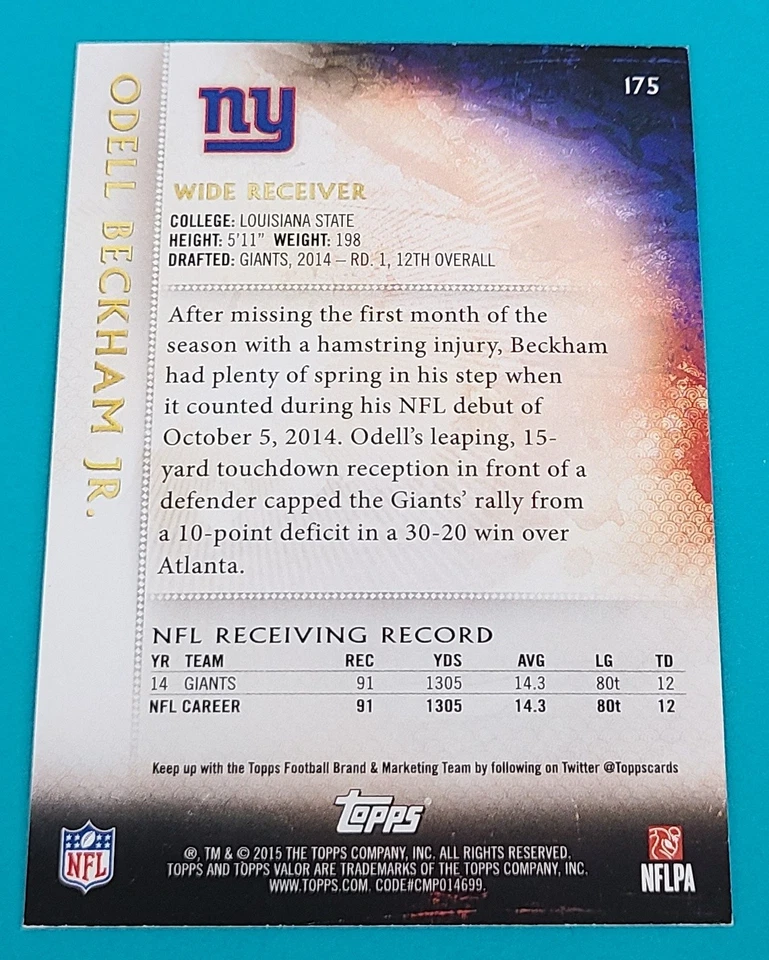 175
ny
ODELL BECKHAM JR.
WIDE RECEIVER
COLLEGE: LOUISIANA STATE
HEIGHT: 5'11" WEIGHT: 198
DRAFTED: GIANTS, 2014 – RD. 1, 12TH OVERALL
After missing the first month of the
season with a hamstring injury, Beckham
had plenty of spring in his step when
it counted during his NFL debut of
October 5, 2014. Odell's leaping, 15-
yard touchdown reception in front of a
defender capped the Giants' rally from
a 10-point deficit in a 30-20 win over
Atlanta.
NFL RECEIVING RECORD
YR TEAM REC YDS AVG LG TD
14 GIANTS 91 1305 14.3 80t 12
NFL CAREER 91 1305 14.3 80t 12
Keep up with the Topps Football Brand & Marketing Team by following on Twitter @Toppscards
topps
®, TM & © 2015 THE TOPPS COMPANY, INC. ALL RIGHTS RESERVED.
TOPPS AND TOPPS VALOR ARE TRADEMARKS OF THE TOPPS COMPANY, INC.
WWW.TOPPS.COM. CODE#CMP014699.
NFL
NFLPA